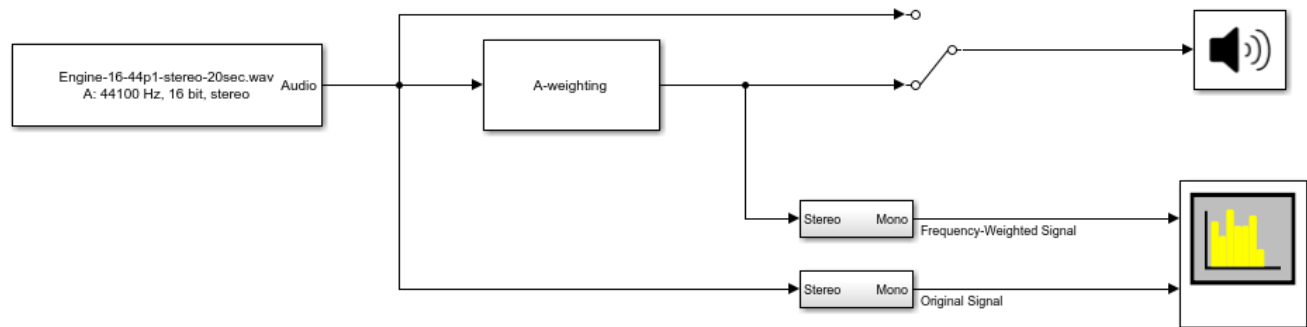 Engine-16-44p1-stereo-20sec.wav
A: 44100 Hz, 16 bit, stereo
Audio
A-weighting
Stereo Mono
Frequency-Weighted Signal
Stereo Mono
Original Signal